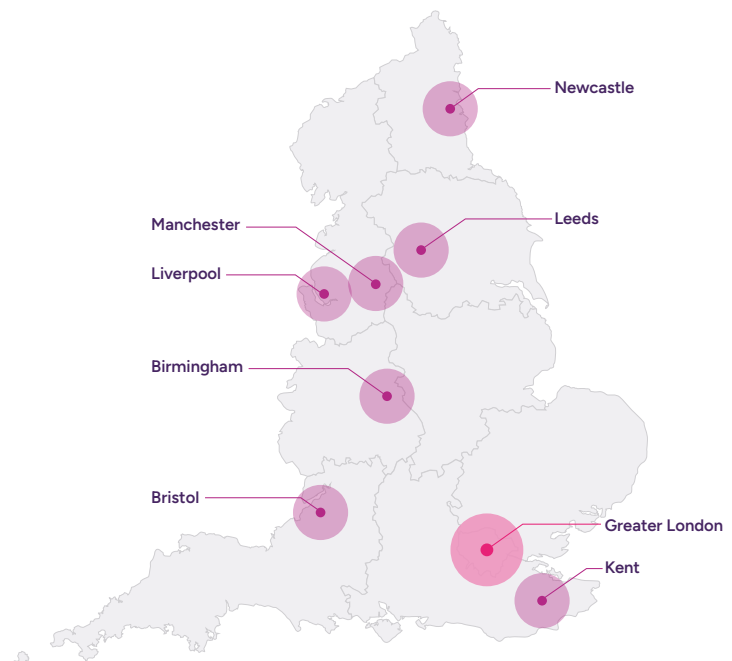 Newcastle
Manchester
Leeds
Liverpool
Birmingham
Bristol
Greater London
Kent